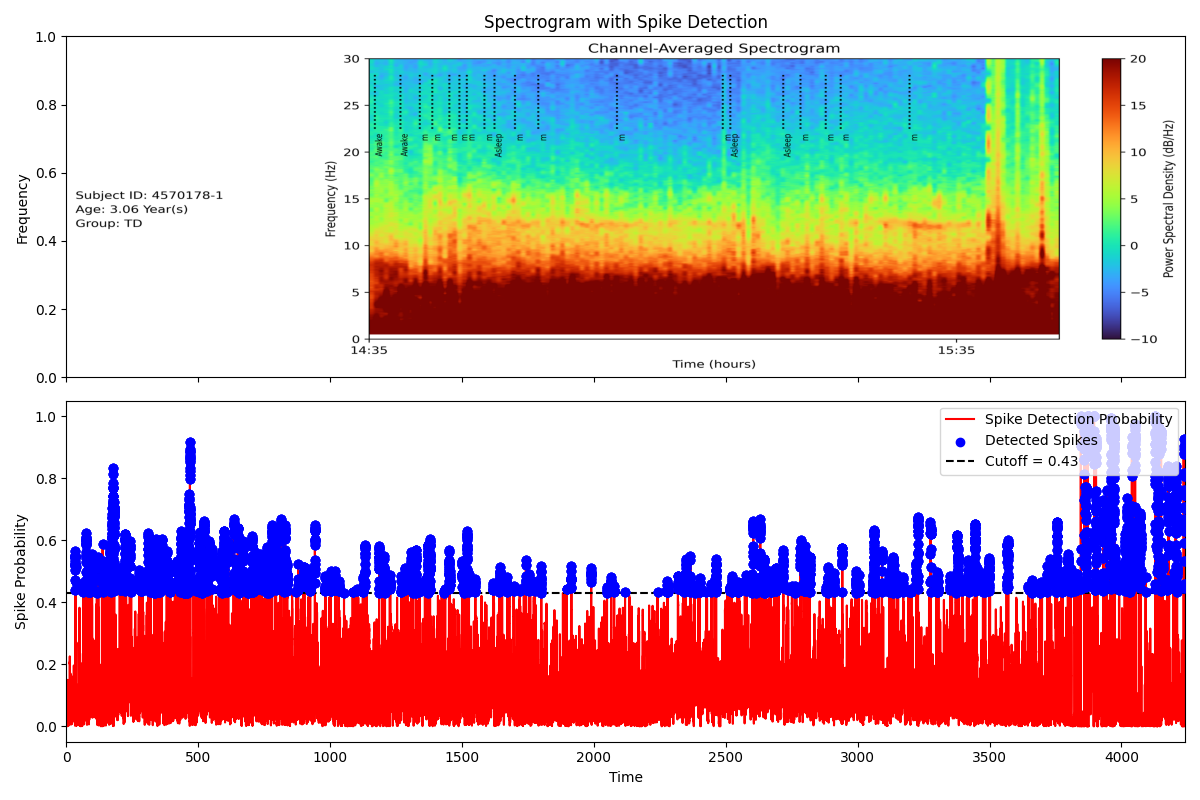 Spectrogram with Spike Detection
Channel-Averaged Spectrogram
1.0
0.8
0.6
0.4
0.2
0.0
Frequency
Subject ID: 4570178-1
Age: 3.06 Year(s)
Group: TD
30
25
20
15
10
5
0
Frequency (Hz)
Awake
Awake
m
m
m
m
m
m
Asleep
m
m
m
m
Asleep
Asleep
m
m
m
m
14:35
15:35
Time (hours)
20
15
10
5
0
−5
−10
Power Spectral Density (dB/Hz)
Spike Detection Probability
Detected Spikes
Cutoff = 0.43
1.0
0.8
0.6
0.4
0.2
0.0
Spike Probability
0
500
1000
1500
2000
2500
3000
3500
4000
Time